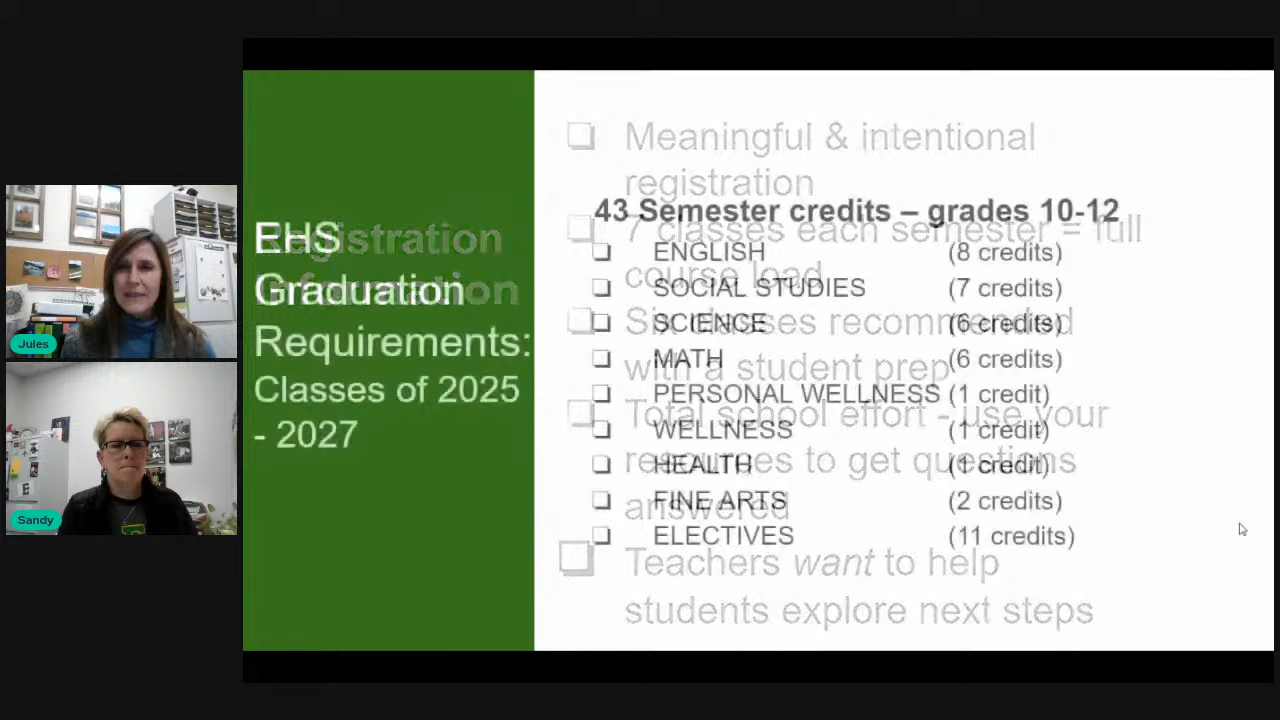 EHS
Graduation
Requirements:
Classes of 2025
- 2027
Registration
Information
43 Semester credits – grades 10-12
ENGLISH (8 credits)
SOCIAL STUDIES (7 credits)
SCIENCE (6 credits)
MATH (6 credits)
PERSONAL WELLNESS (1 credit)
WELLNESS (1 credit)
HEALTH (1 credit)
FINE ARTS (2 credits)
ELECTIVES (11 credits)
Meaningful & intentional
registration
7 classes each semester = full
course load
Six classes recommended
with a student prep
Total school effort - use your
resources to get questions
answered
Teachers want to help
students explore next steps
Jules
Sandy